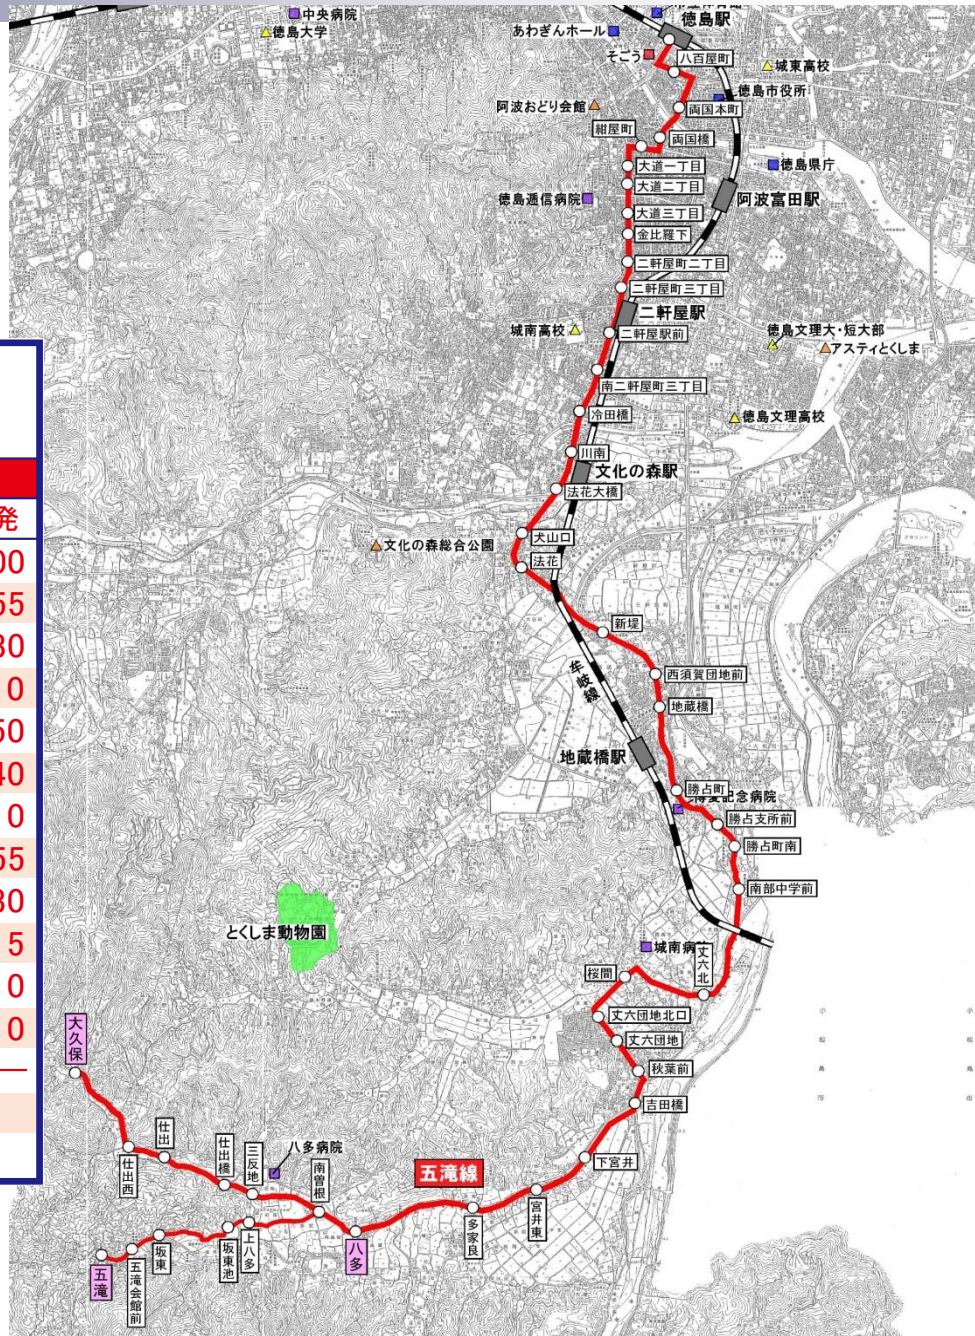 中央病院
徳島大学
徳島駅
あわぎんホール
そごう
八百屋町
城東高校
徳島市役所
阿波おどり会館
両国本町
紺屋町
両国橋
大道一丁目
徳島県庁
大道二丁目
徳島逓信病院
阿波富田駅
大道三丁目
金比羅下
二軒屋町二丁目
二軒屋町三丁目
二軒屋駅
城南高校
二軒屋駅前
徳島文理大・短大部
アスティとくしま
南二軒屋町三丁目
冷田橋
徳島文理高校
川南
文化の森駅
法花大橋
発
犬山口
文化の森総合公園
法花
00
55
新堤
30
牟岐線
西須賀団地前
0
地蔵橋
50
地蔵橋駅
40
勝占町
記念病院
0
勝占支所前
勝占町南
55
南部中学前
30
とくしま動物園
5
城南病
丈六北
桜間
0
丈六団地北口
0
大久保
丈六団地
秋葉前
吉田橋
仕出
仕出西
仕出橋
三反地
八多病院
南曽根
五滝線
下宮井
宮井東
多家良
八多
上八多
坂東池
坂東
五滝会館前
五滝
小松島市